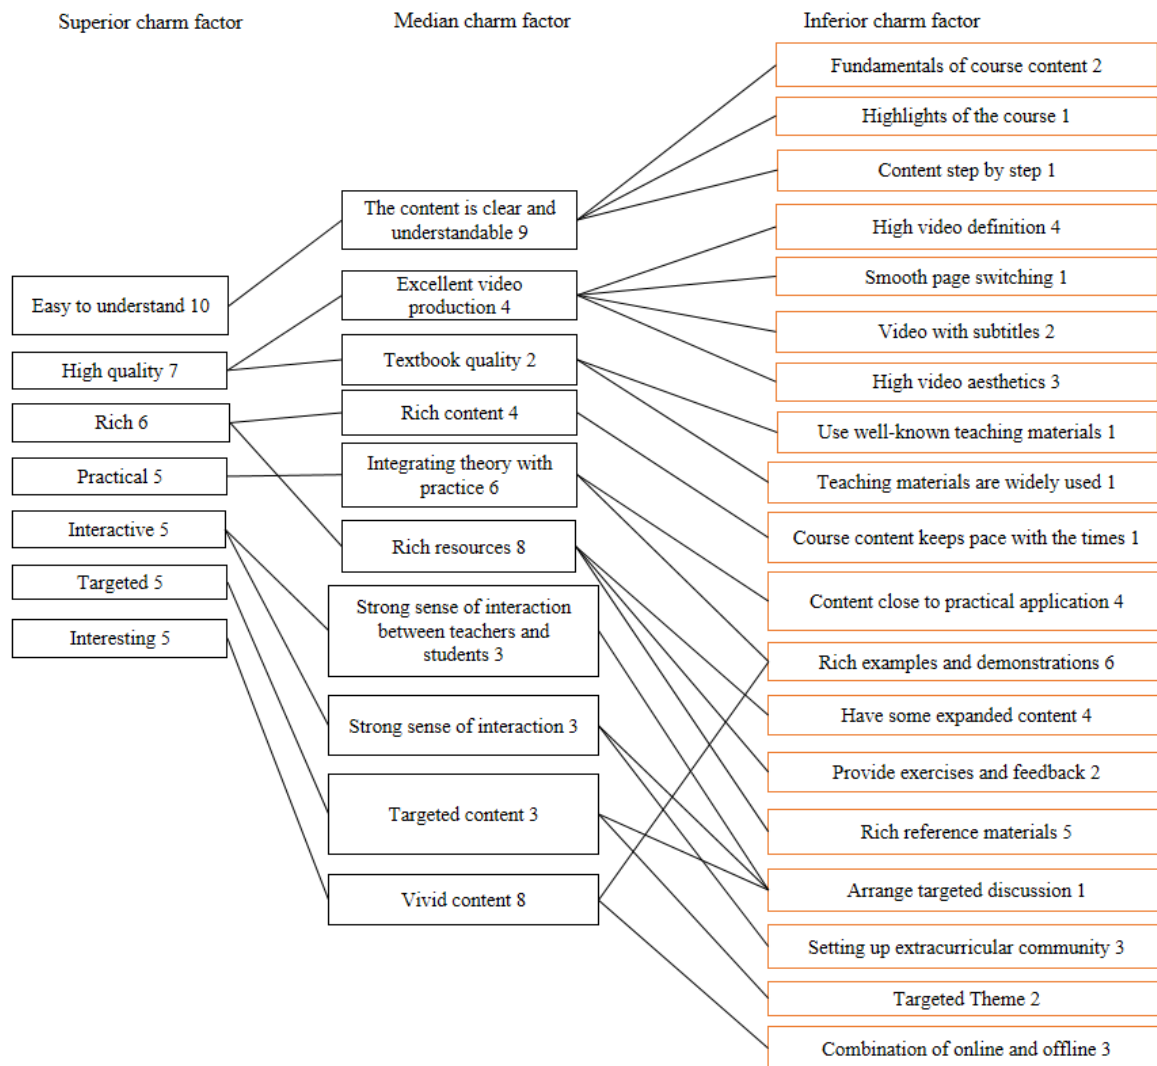 Superior charm factor
Median charm factor
Inferior charm factor
Easy to understand 10
High quality 7
Rich 6
Practical 5
Interactive 5
Targeted 5
Interesting 5
The content is clear and
understandable 9
Excellent video
production 4
Textbook quality 2
Rich content 4
Integrating theory with
practice 6
Rich resources 8
Strong sense of interaction
between teachers and
students 3
Strong sense of interaction 3
Targeted content 3
Vivid content 8
Fundamentals of course content 2
Highlights of the course 1
Content step by step 1
High video definition 4
Smooth page switching 1
Video with subtitles 2
High video aesthetics 3
Use well-known teaching materials 1
Teaching materials are widely used 1
Course content keeps pace with the times 1
Content close to practical application 4
Rich examples and demonstrations 6
Have some expanded content 4
Provide exercises and feedback 2
Rich reference materials 5
Arrange targeted discussion 1
Setting up extracurricular community 3
Targeted Theme 2
Combination of online and offline 3